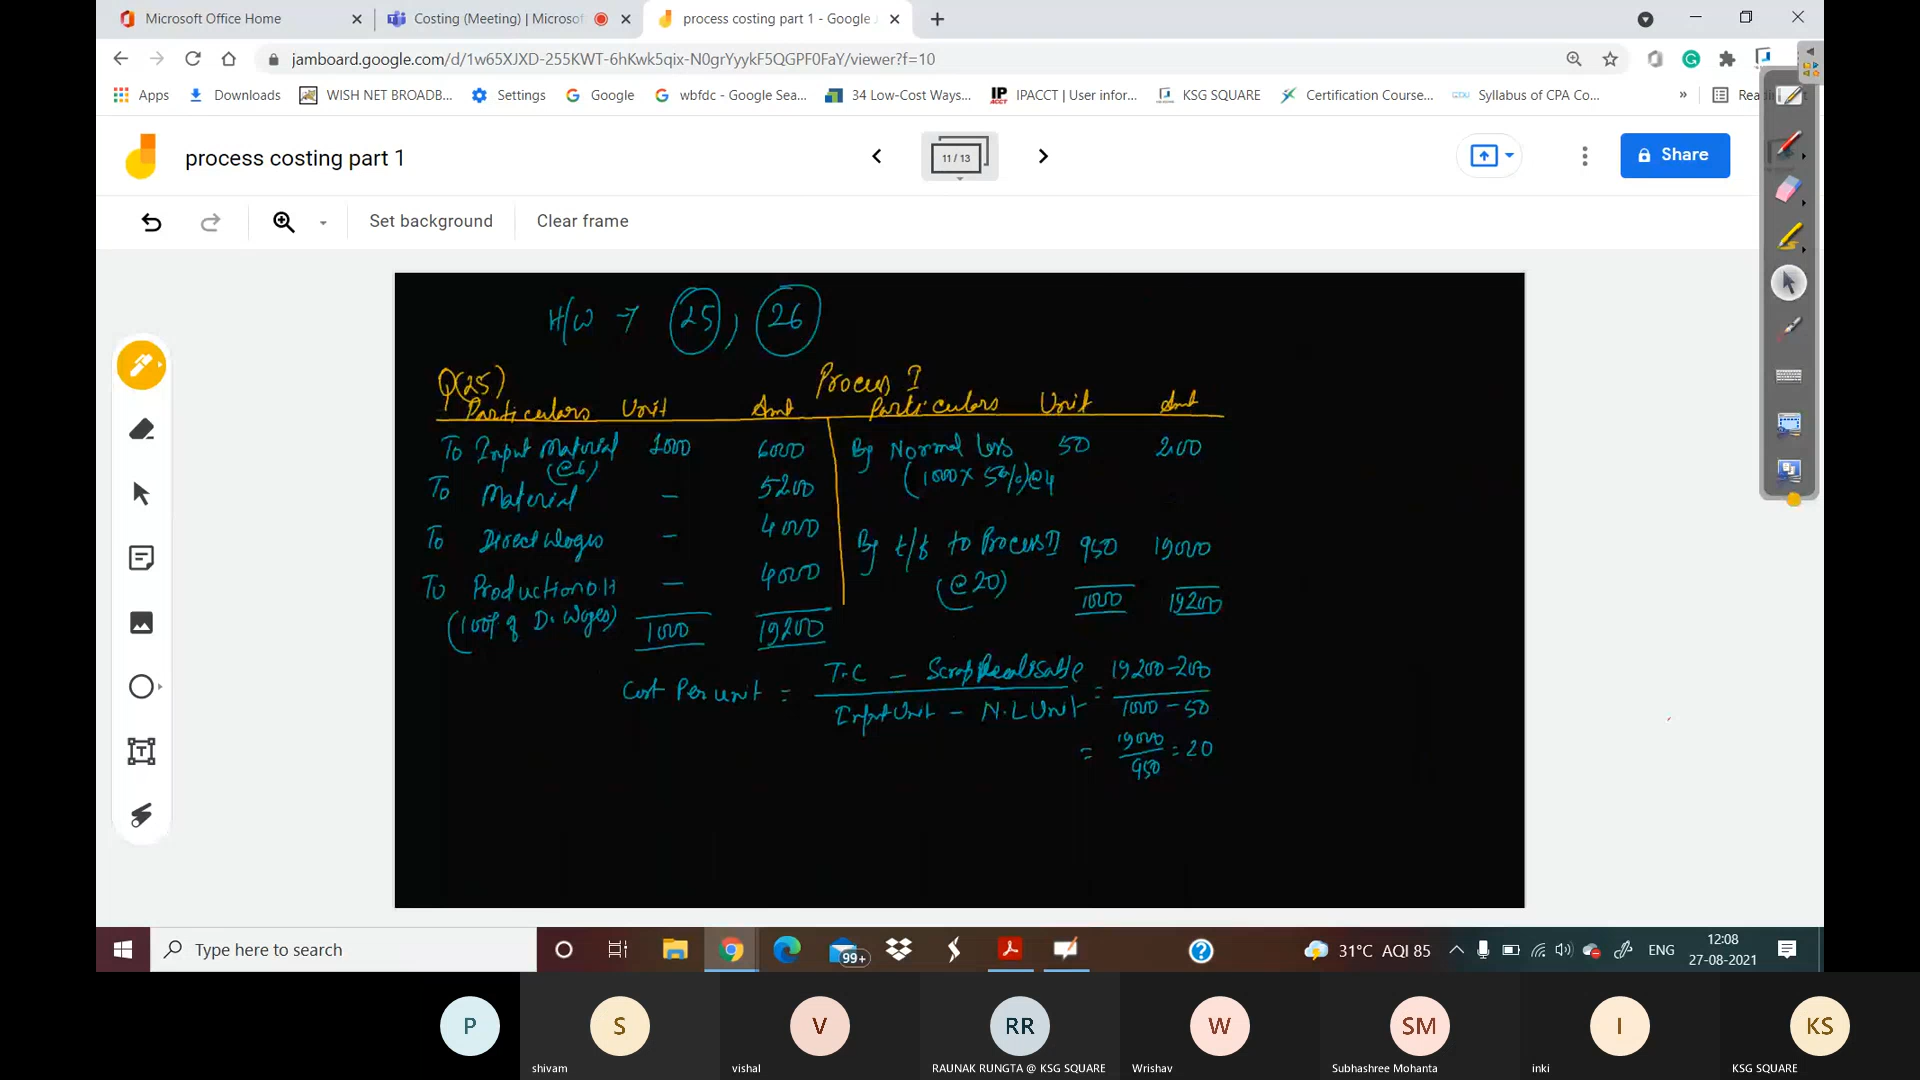 Microsoft Office Home
Costing (Meeting) | Microsof
process costing part 1 - Google J
jamboard.google.com/d/1w65XJXD-255KWT-6hKwk5qix-N0grYyykF5QGPF0FaY/viewer?f=10
Apps Downloads WISH NET BROADB... Settings Google wbfdc - Google Sea... 34 Low-Cost Ways... IPACCT | User infor... KSG SQUARE Certification Course... Syllabus of CPA Co... » Rea
process costing part 1
11 / 13
Share
Set background Clear frame
H/W → 25, 26
Q(25) Process I
Particulars Unit Amt Particulars Unit Amt
To Input Material 1000 6000 By Normal loss 50 200
(@6) (1000 x 5%)@4
To Material — 5200
To Direct Wages — 4000 By t/f to Process II 950 19000
To Production O.H — 4000 (@20) 1000 19200
(100% of D. Wages) 1000 19200
Cost Per unit = T.C — Scrap Realisable = 19200-200
Input Unit — N.L Unit 1000 - 50
= 19000 = 20
950
Type here to search
99+
31°C AQI 85
ENG
12:08
27-08-2021
P S V RR W SM I KS
shivam vishal RAUNAK RUNGTA @ KSG SQUARE Wrishav Subhashree Mohanta inki KSG SQUARE